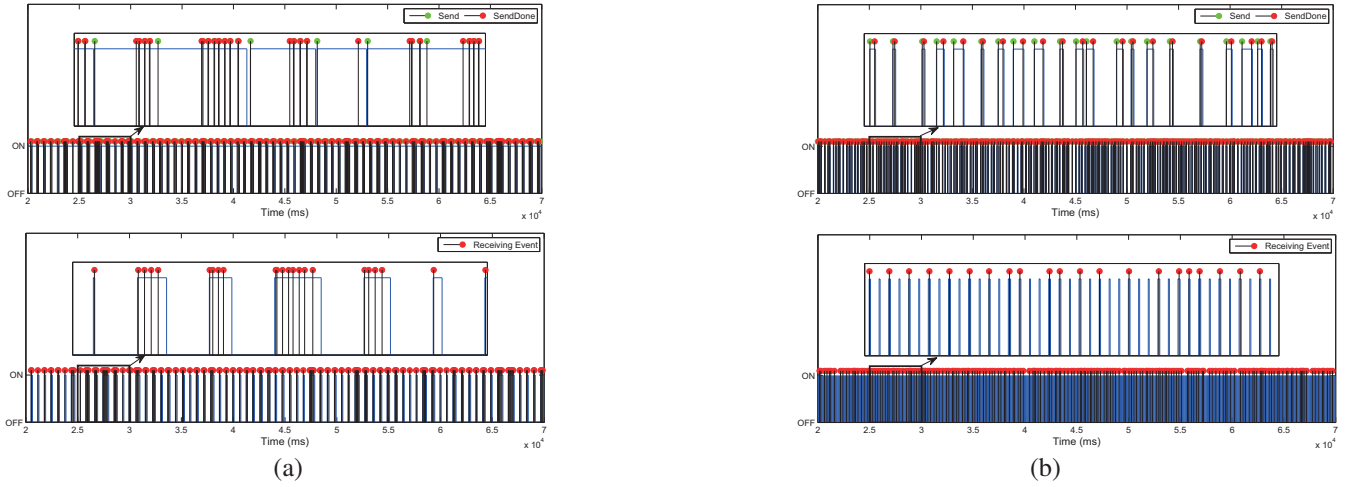 Send SendDone
ON
OFF
2 2.5 3 3.5 4 4.5 5 5.5 6 6.5 7
Time (ms)
x 10^4
Receiving Event
ON
OFF
2 2.5 3 3.5 4 4.5 5 5.5 6 6.5 7
Time (ms)
x 10^4
(a)
Send SendDone
ON
OFF
2 2.5 3 3.5 4 4.5 5 5.5 6 6.5 7
Time (ms)
x 10^4
Receiving Event
ON
OFF
2 2.5 3 3.5 4 4.5 5 5.5 6 6.5 7
Time (ms)
x 10^4
(b)